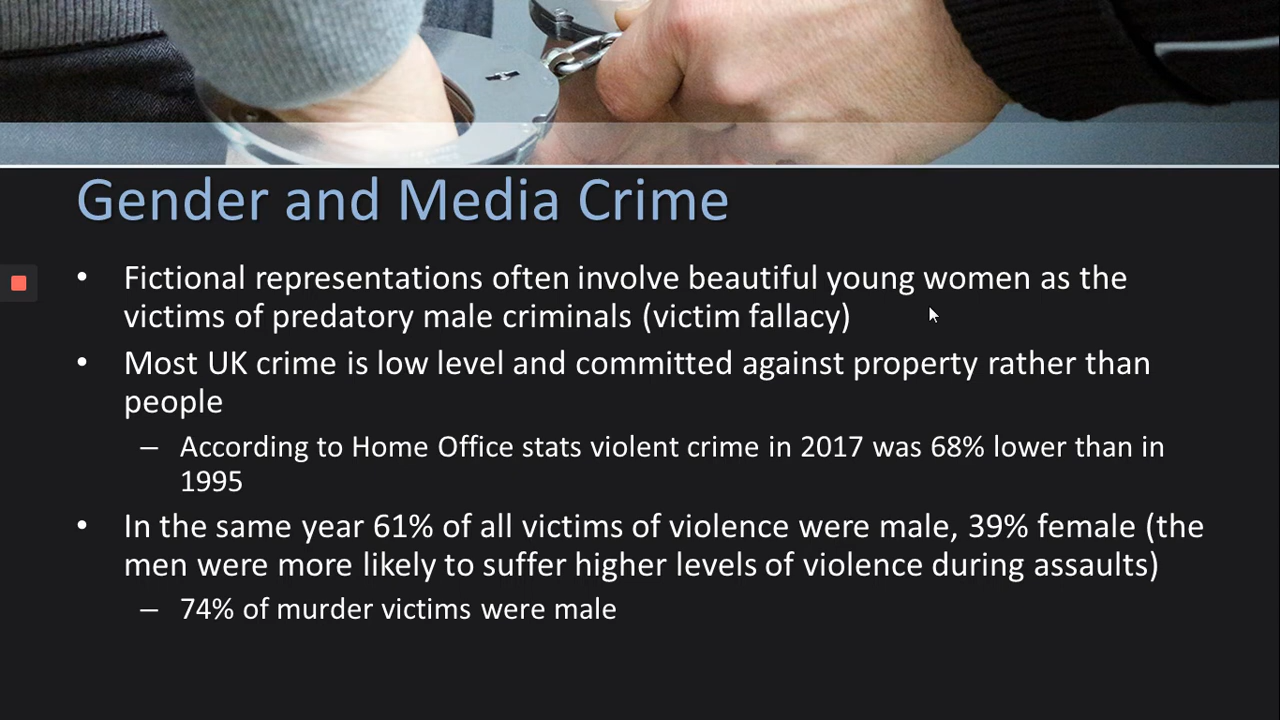 Gender and Media Crime
• Fictional representations often involve beautiful young women as the
victims of predatory male criminals (victim fallacy)
• Most UK crime is low level and committed against property rather than
people
– According to Home Office stats violent crime in 2017 was 68% lower than in
1995
• In the same year 61% of all victims of violence were male, 39% female (the
men were more likely to suffer higher levels of violence during assaults)
– 74% of murder victims were male